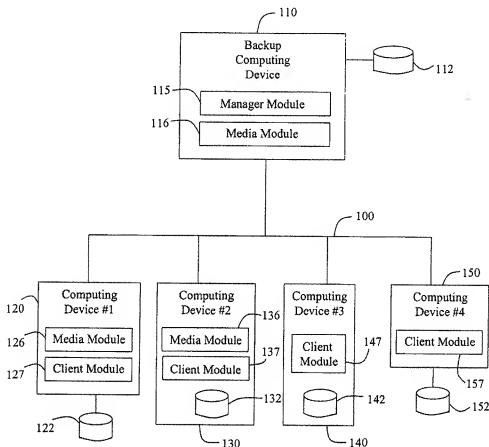 110
Backup
Computing
Device
112
115
Manager Module
116
Media Module
100
120
Computing
Device #1
126
Media Module
127
Client Module
122
Computing
Device #2
136
Media Module
137
Client Module
132
130
Computing
Device #3
147
Client
Module
142
140
150
Computing
Device #4
Client Module
157
152